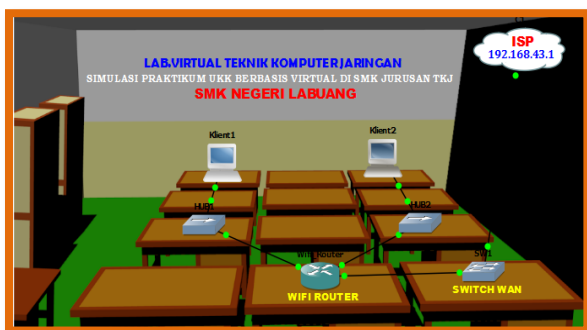 ISP
192.168.43.1
LAB.VIRTUAL TEKNIK KOMPUTER JARINGAN
SIMULASI PRAKTIKUM UKK BERBASIS VIRTUAL DI SMK JURUSAN TKJ
SMK NEGERI LABUANG
Klient1
Klient2
HUB1
HUB2
Wifi Router
SW1
WIFI ROUTER
SWITCH WAN